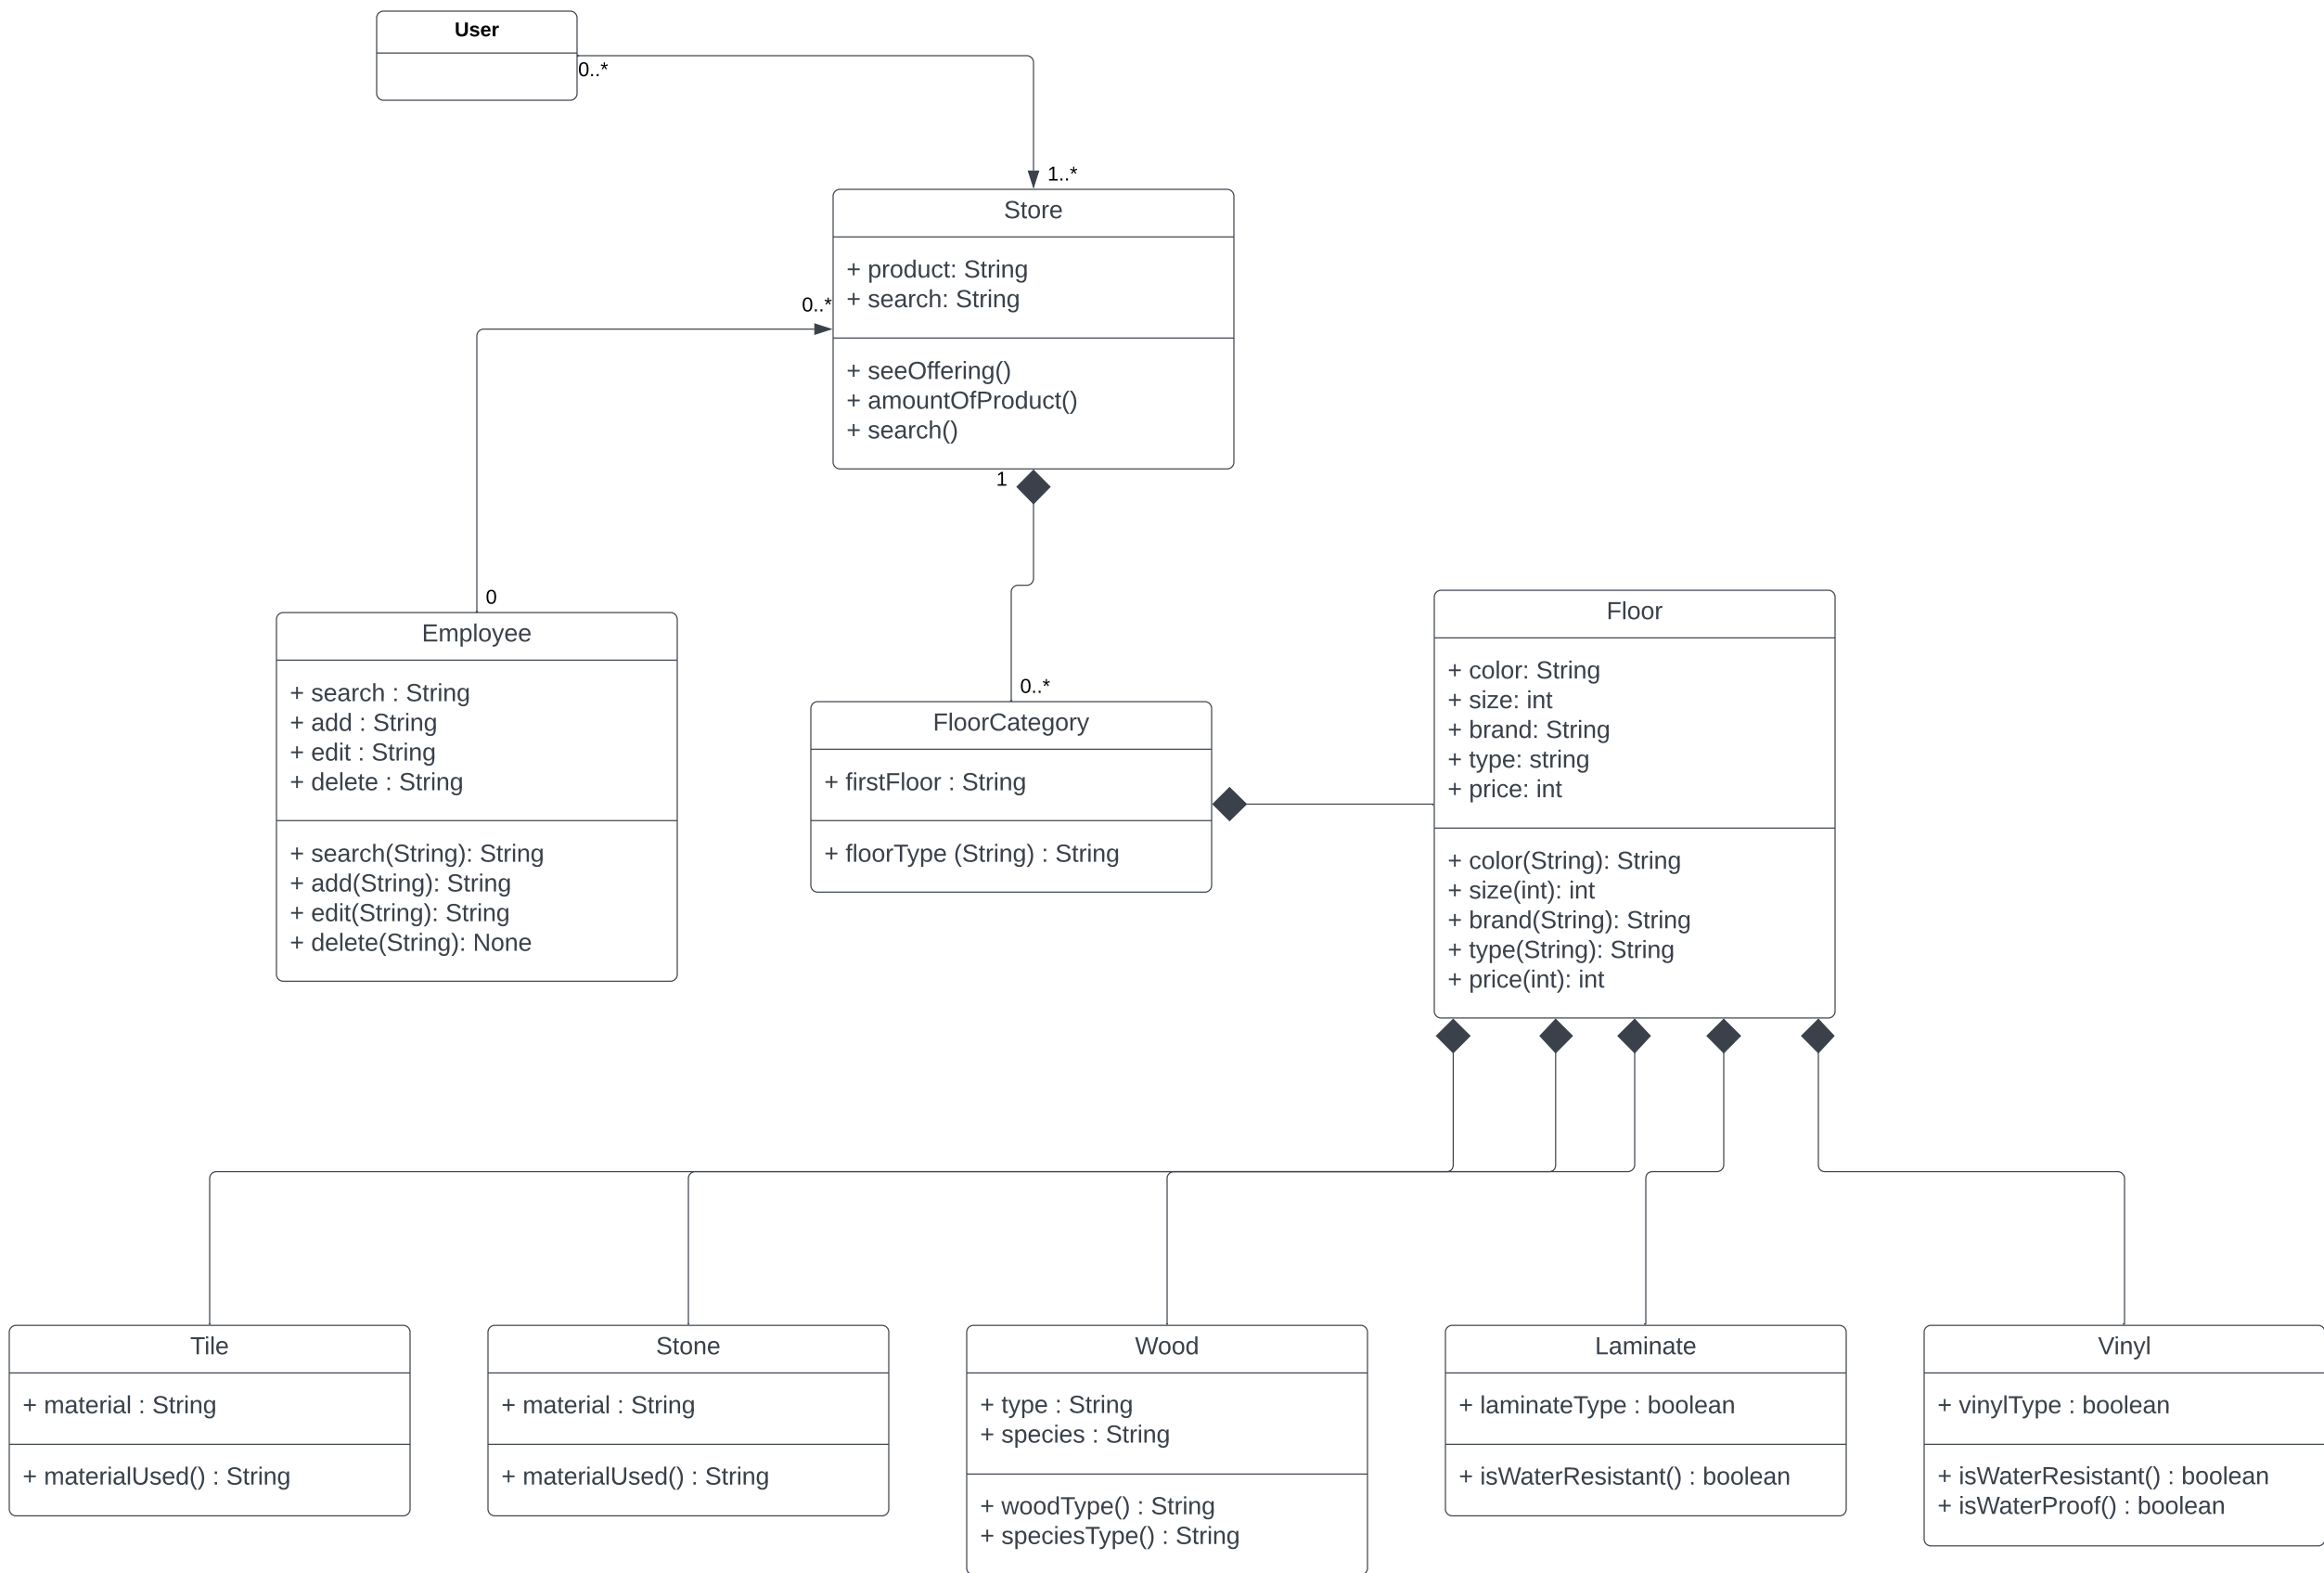 User
0..*
1..*
Store
+ product: String
+ search: String
+ seeOffering()
+ amountOfProduct()
+ search()
0..*
1
0
Employee
+ search : String
+ add : String
+ edit : String
+ delete : String
+ search(String): String
+ add(String): String
+ edit(String): String
+ delete(String): None
0..*
FloorCategory
+ firstFloor : String
+ floorType (String) : String
Floor
+ color: String
+ size: int
+ brand: String
+ type: string
+ price: int
+ color(String): String
+ size(int): int
+ brand(String): String
+ type(String): String
+ price(int): int
Tile
+ material : String
+ materialUsed() : String
Stone
+ material : String
+ materialUsed() : String
Wood
+ type : String
+ species : String
+ woodType() : String
+ speciesType() : String
Laminate
+ laminateType : boolean
+ isWaterResistant() : boolean
Vinyl
+ vinylType : boolean
+ isWaterResistant() : boolean
+ isWaterProof() : boolean